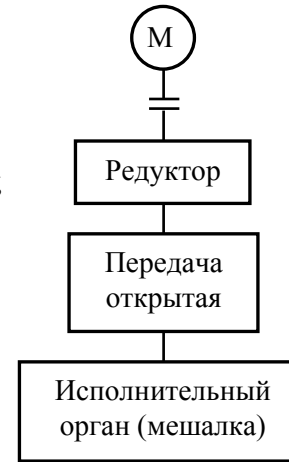 М
Редуктор
Передача
открытая
Исполнительный
орган (мешалка)